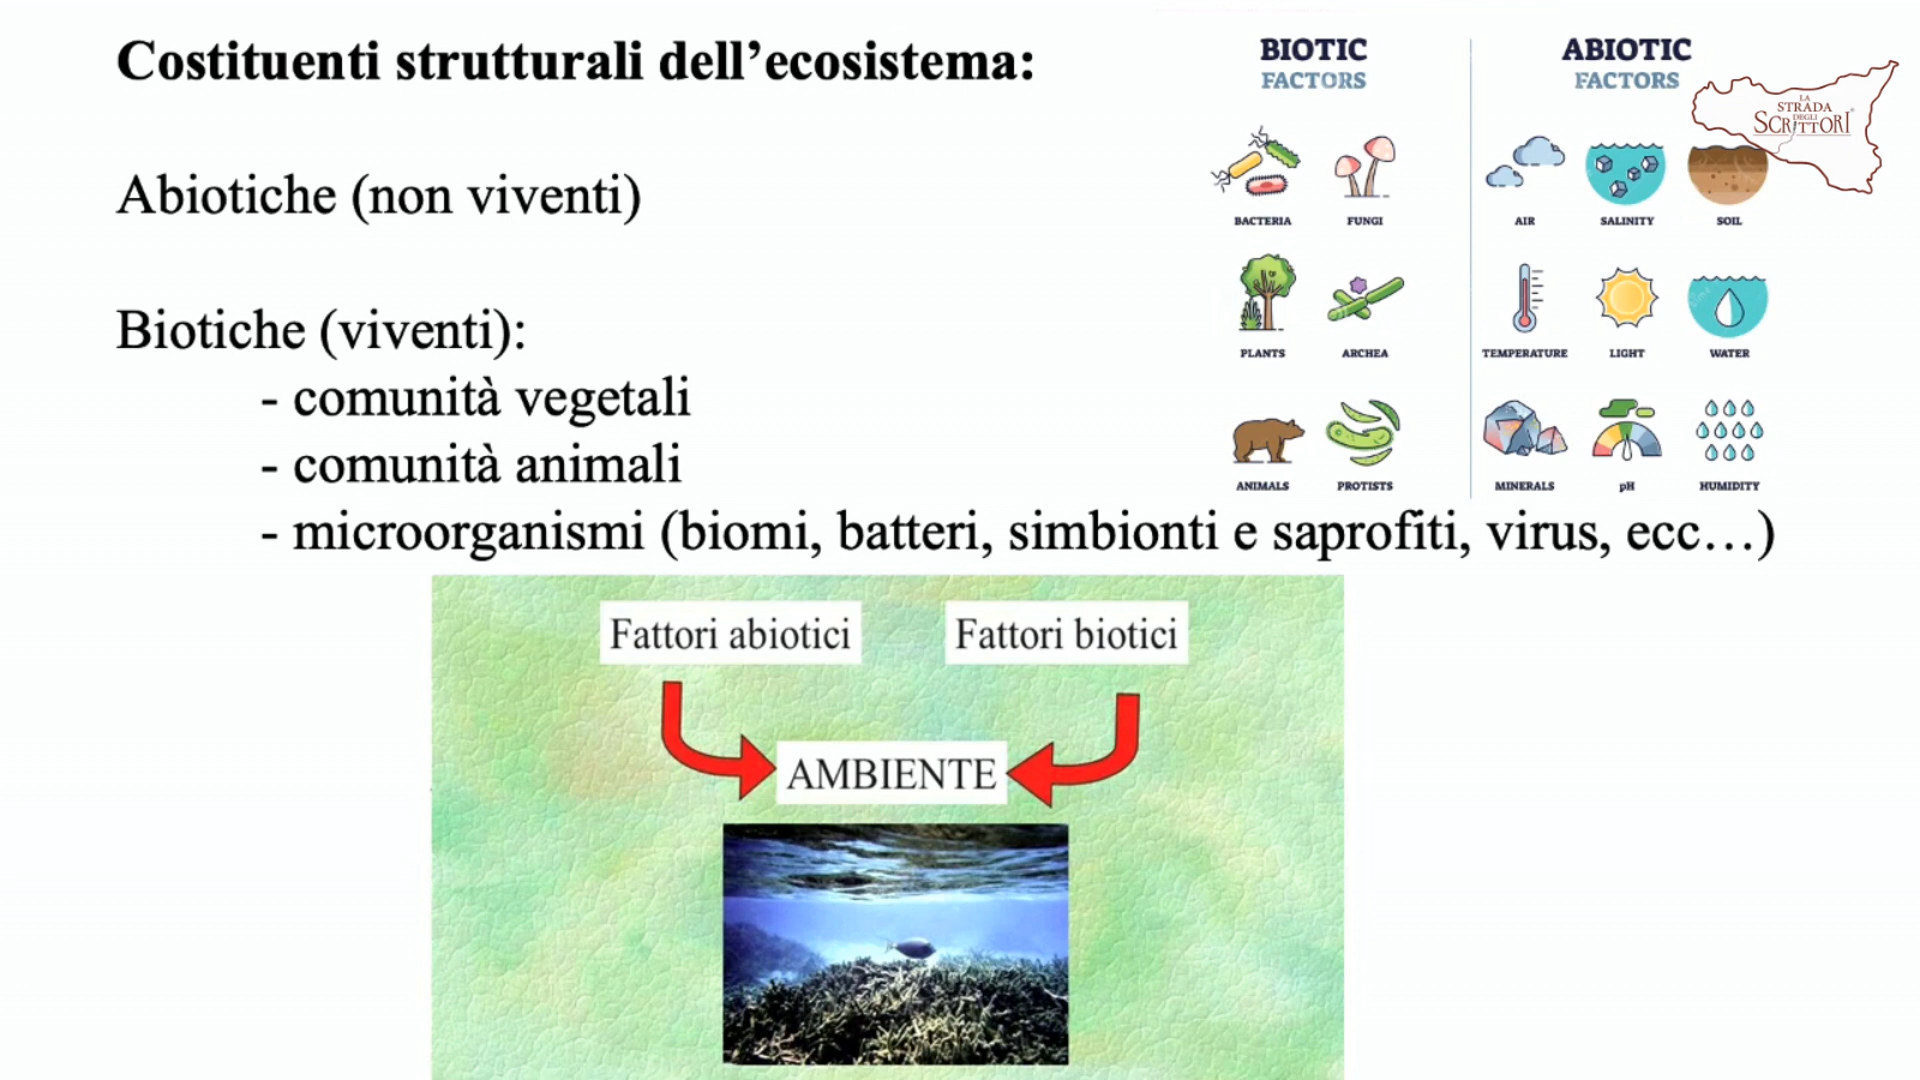 Costituenti strutturali dell’ecosistema:
Abiotiche (non viventi)
Biotiche (viventi):
- comunità vegetali
- comunità animali
- microorganismi (biomi, batteri, simbionti e saprofiti, virus, ecc…)
BIOTIC
FACTORS
BACTERIA FUNGI
PLANTS ARCHEA
ANIMALS PROTISTS
ABIOTIC
FACTORS
AIR SALINITY SOIL
TEMPERATURE LIGHT WATER
MINERALS pH HUMIDITY
LA
STRADA
DEGLI
SCRITTORI
Fattori abiotici Fattori biotici
AMBIENTE